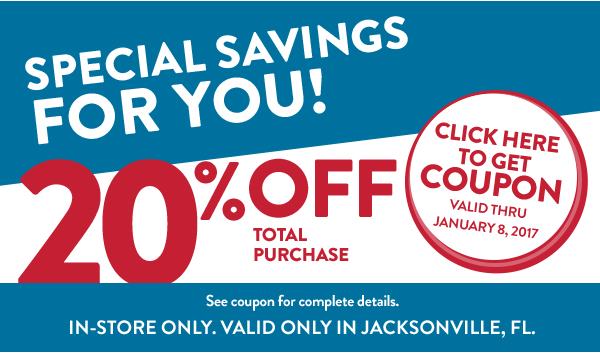 SPECIAL SAVINGS
FOR YOU!
20%OFF
TOTAL
PURCHASE
CLICK HERE
TO GET
COUPON
VALID THRU
JANUARY 8, 2017
See coupon for complete details.
IN-STORE ONLY. VALID ONLY IN JACKSONVILLE, FL.